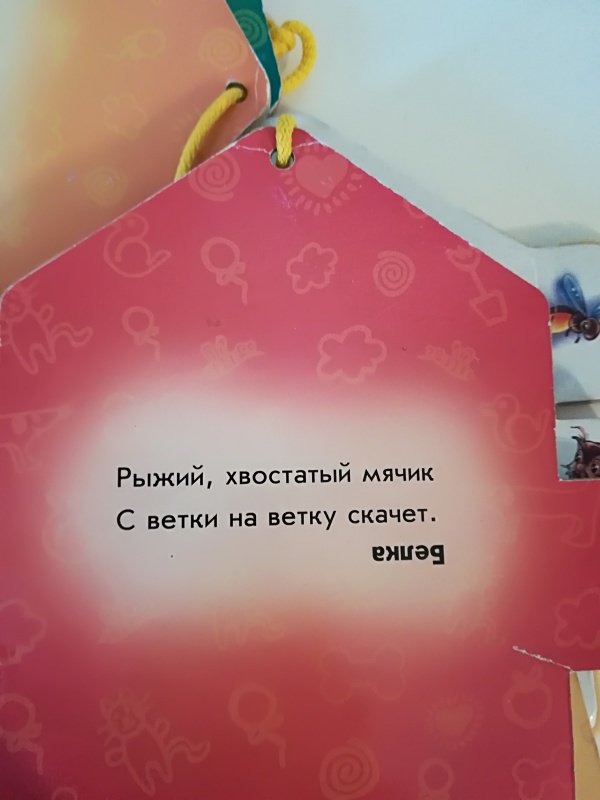 Рыжий, хвостатый мячик
С ветки на ветку скачет.
Белка